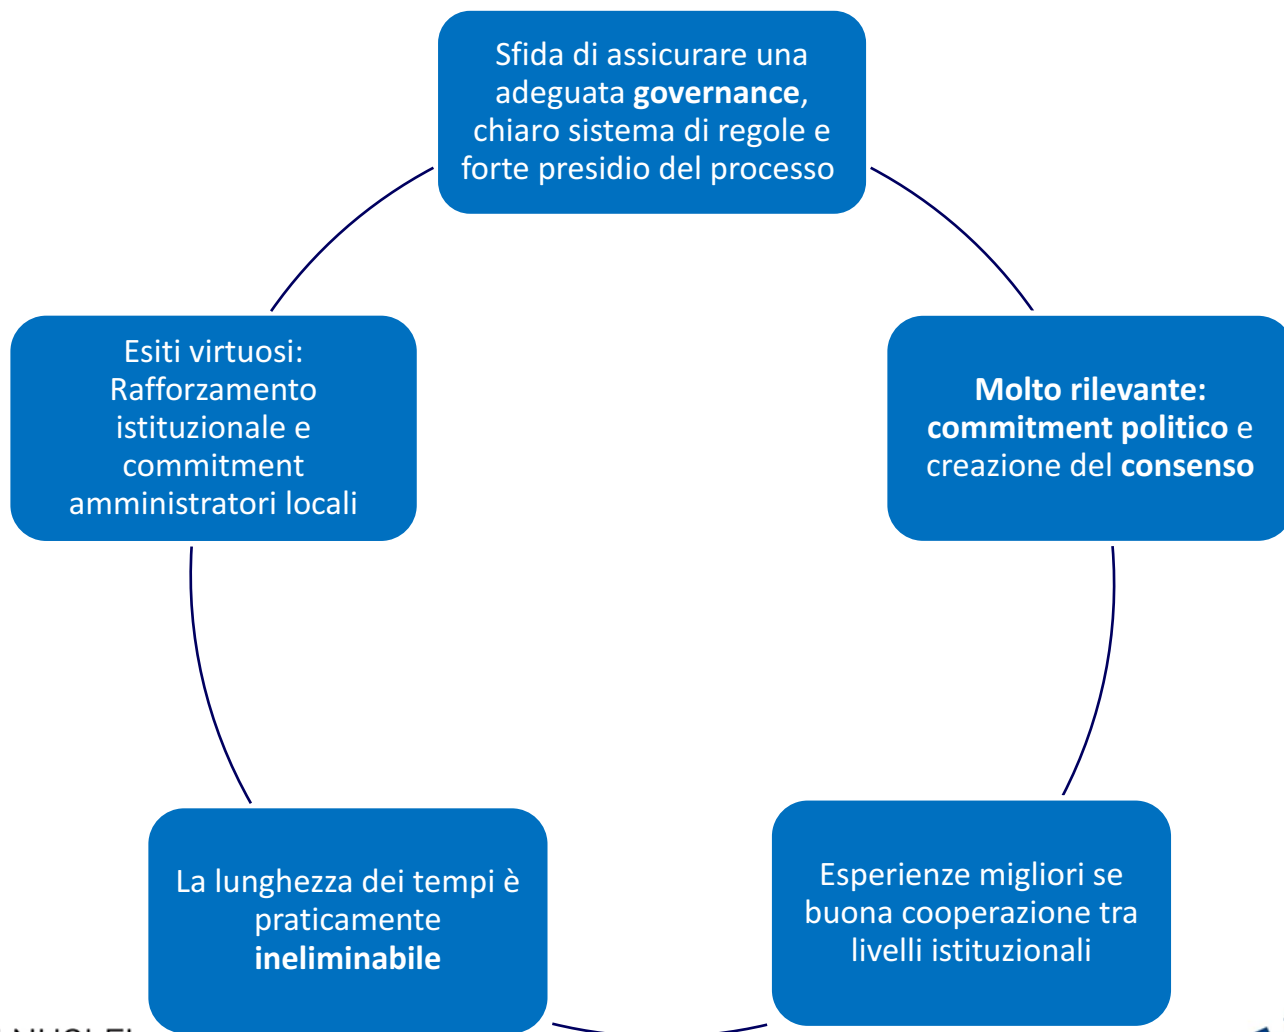 Sfida di assicurare una
adeguata governance,
chiaro sistema di regole e
forte presidio del processo
Molto rilevante:
commitment politico e
creazione del consenso
Esperienze migliori se
buona cooperazione tra
livelli istituzionali
La lunghezza dei tempi è
praticamente
ineliminabile
Esiti virtuosi:
Rafforzamento
istituzionale e
commitment
amministratori locali